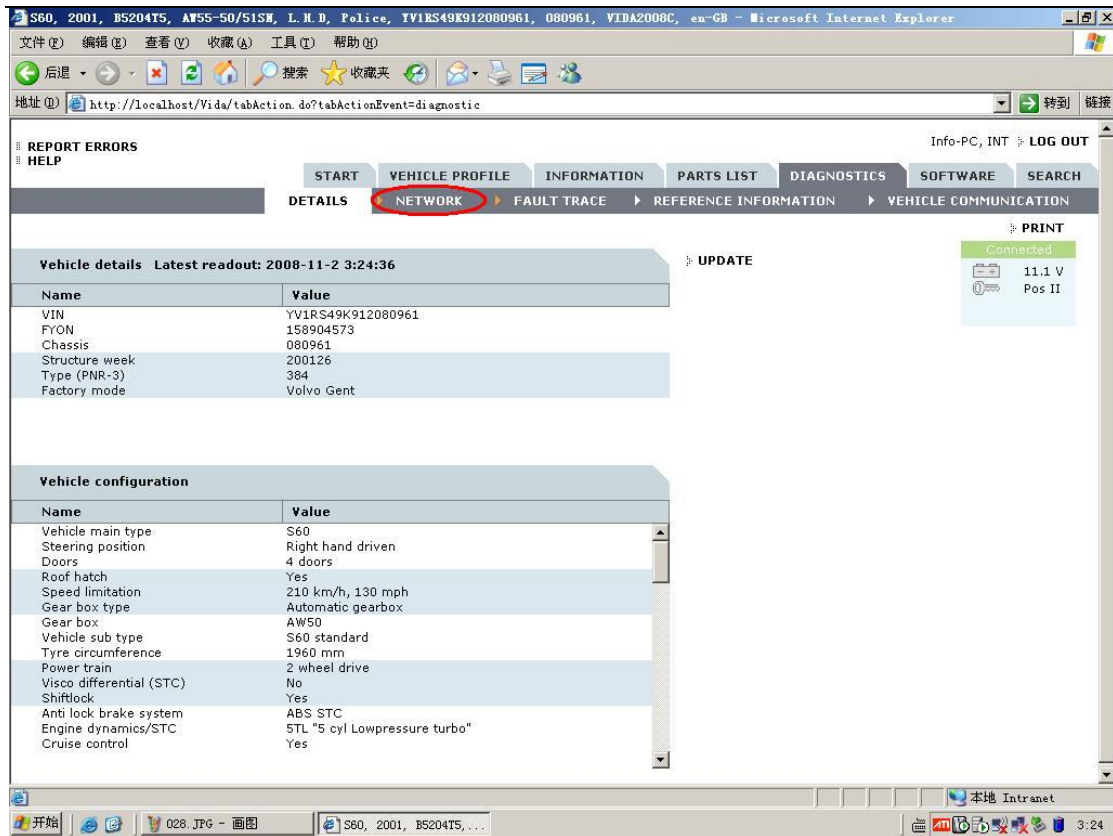 S60, 2001, B5204T5, AW55-50/51SN, L.H.D, Police, YV1RS49K912080961, 080961, VIDA2008C, en-GB - Microsoft Internet Explorer
文件(F) 编辑(E) 查看(V) 收藏(A) 工具(T) 帮助(H)
后退 搜索 收藏夹
地址(D) http://localhost/Vida/tabAction.do?tabActionEvent=diagnostic 转到 链接
REPORT ERRORS
HELP
Info-PC, INT LOG OUT
START VEHICLE PROFILE INFORMATION PARTS LIST DIAGNOSTICS SOFTWARE SEARCH
DETAILS NETWORK FAULT TRACE REFERENCE INFORMATION VEHICLE COMMUNICATION
PRINT
Vehicle details Latest readout: 2008-11-2 3:24:36
UPDATE
Connected
11.1 V
Pos II
Name Value
VIN YV1RS49K912080961
FYON 158904573
Chassis 080961
Structure week 200126
Type (PNR-3) 384
Factory mode Volvo Gent
Vehicle configuration
Name Value
Vehicle main type S60
Steering position Right hand driven
Doors 4 doors
Roof hatch Yes
Speed limitation 210 km/h, 130 mph
Gear box type Automatic gearbox
Gear box AW50
Vehicle sub type S60 standard
Tyre circumference 1960 mm
Power train 2 wheel drive
Visco differential (STC) No
Shiftlock Yes
Anti lock brake system ABS STC
Engine dynamics/STC 5TL "5 cyl Lowpressure turbo"
Cruise control Yes
本地 Intranet
开始 028.JPG - 画图 S60, 2001, B5204T5,... ATI 3:24